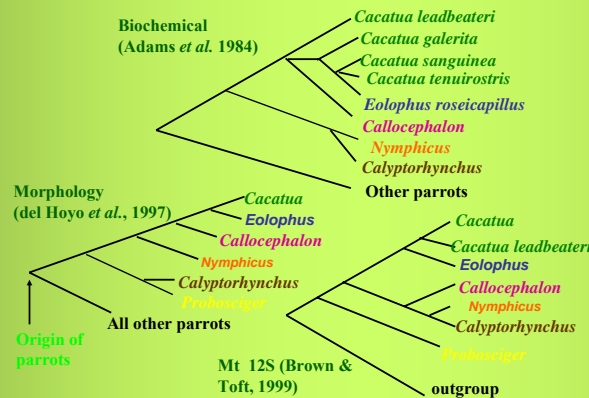 Biochemical
(Adams et al. 1984)
Cacatua leadbeateri
Cacatua galerita
Cacatua sanguinea
Cacatua tenuirostris
Eolophus roseicapillus
Callocephalon
Nymphicus
Calyptorhynchus
Other parrots
Morphology
(del Hoyo et al., 1997)
Cacatua
Eolophus
Callocephalon
Nymphicus
Calyptorhynchus
Probosciger
All other parrots
Origin of
parrots
Cacatua
Cacatua leadbeateri
Eolophus
Callocephalon
Nymphicus
Calyptorhynchus
Probosciger
outgroup
Mt 12S (Brown &
Toft, 1999)